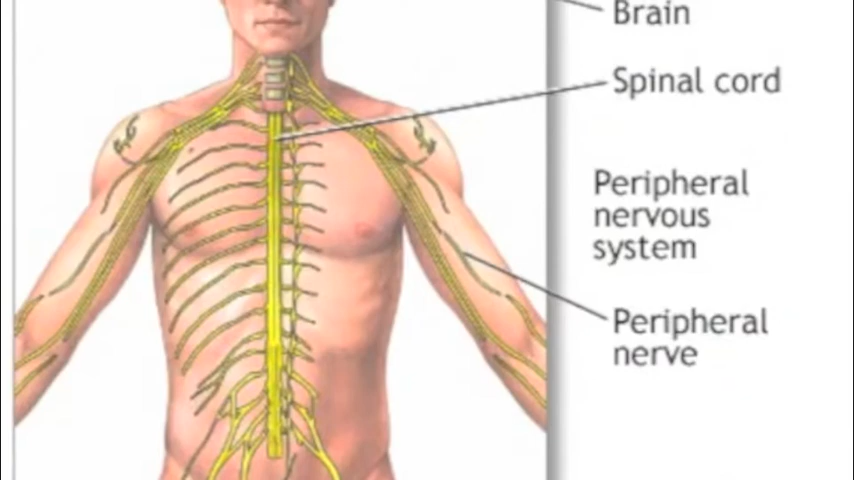 Brain
Spinal cord
Peripheral
nervous
system
Peripheral
nerve